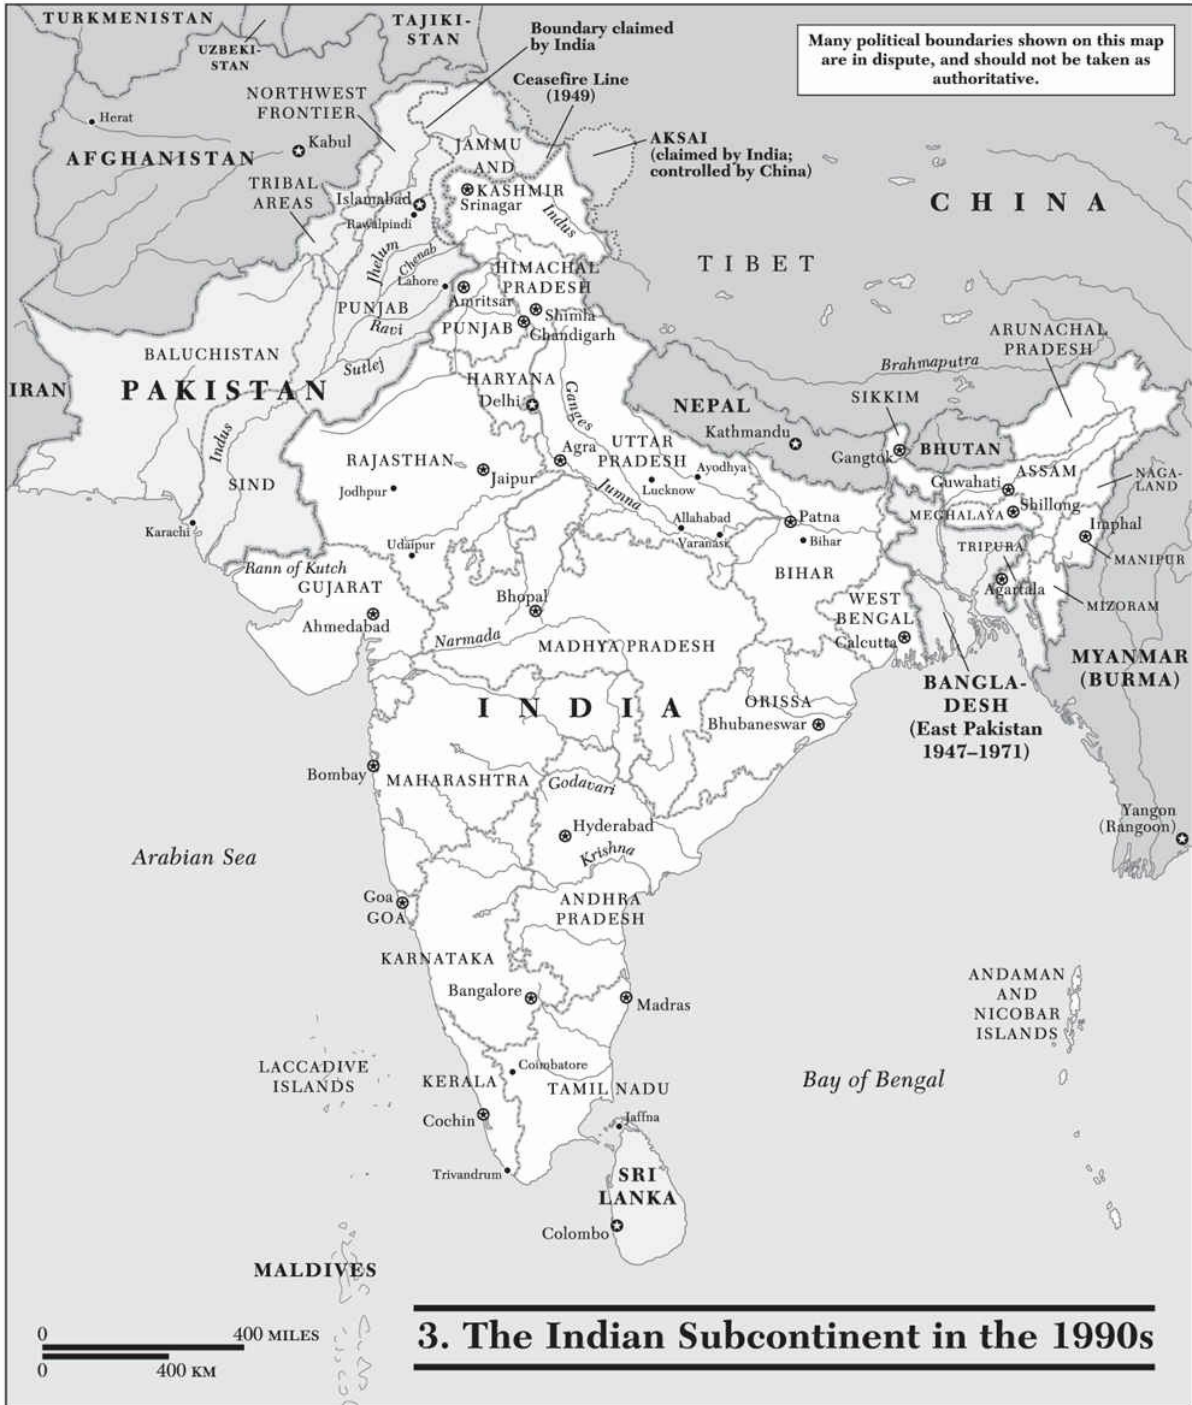 TURKMENISTAN
UZBEKI-
STAN
TAJIKI-
STAN
Boundary claimed
by India
Ceasefire Line
(1949)
Many political boundaries shown on this map
are in dispute, and should not be taken as
authoritative.
NORTHWEST
FRONTIER
Herat
Kabul
AFGHANISTAN
TRIBAL
AREAS
JAMMU
AND
KASHMIR
Srinagar
AKSAI
(claimed by India;
controlled by China)
CHINA
Islamabad
Rawalpindi
Indus
TIBET
Jhelum
Chenab
Lahore
HIMACHAL
PRADESH
Amritsar
Shimla
PUNJAB
PUNJAB
Chandigarh
Ravi
Sutlej
ARUNACHAL
PRADESH
BALUCHISTAN
Brahmaputra
IRAN
PAKISTAN
HARYANA
Delhi
Ganges
NEPAL
Kathmandu
SIKKIM
Gangtok
BHUTAN
Indus
SIND
RAJASTHAN
Jaipur
Jodhpur
Agra
UTTAR
PRADESH
Ayodhya
Lucknow
Jumna
ASSAM
Guwahati
NAGA-
LAND
MEGHALAYA
Shillong
Karachi
Allahabad
Varanasi
Patna
Bihar
Imphal
Udaipur
TRIPURA
MANIPUR
Rann of Kutch
GUJARAT
BIHAR
Agartala
Bhopal
WEST
BENGAL
MIZORAM
Ahmedabad
Calcutta
Narmada
MADHYA PRADESH
MYANMAR
(BURMA)
BANGLA-
DESH
(East Pakistan
1947–1971)
INDIA
ORISSA
Bhubaneswar
Bombay
MAHARASHTRA
Godavari
Yangon
(Rangoon)
Hyderabad
Arabian Sea
Krishna
Goa
GOA
ANDHRA
PRADESH
KARNATAKA
Bangalore
Madras
ANDAMAN
AND
NICOBAR
ISLANDS
LACCADIVE
ISLANDS
Coimbatore
KERALA
TAMIL NADU
Bay of Bengal
Cochin
Jaffna
Trivandrum
SRI
LANKA
Colombo
MALDIVES
0
400 MILES
0
400 KM
3. The Indian Subcontinent in the 1990s